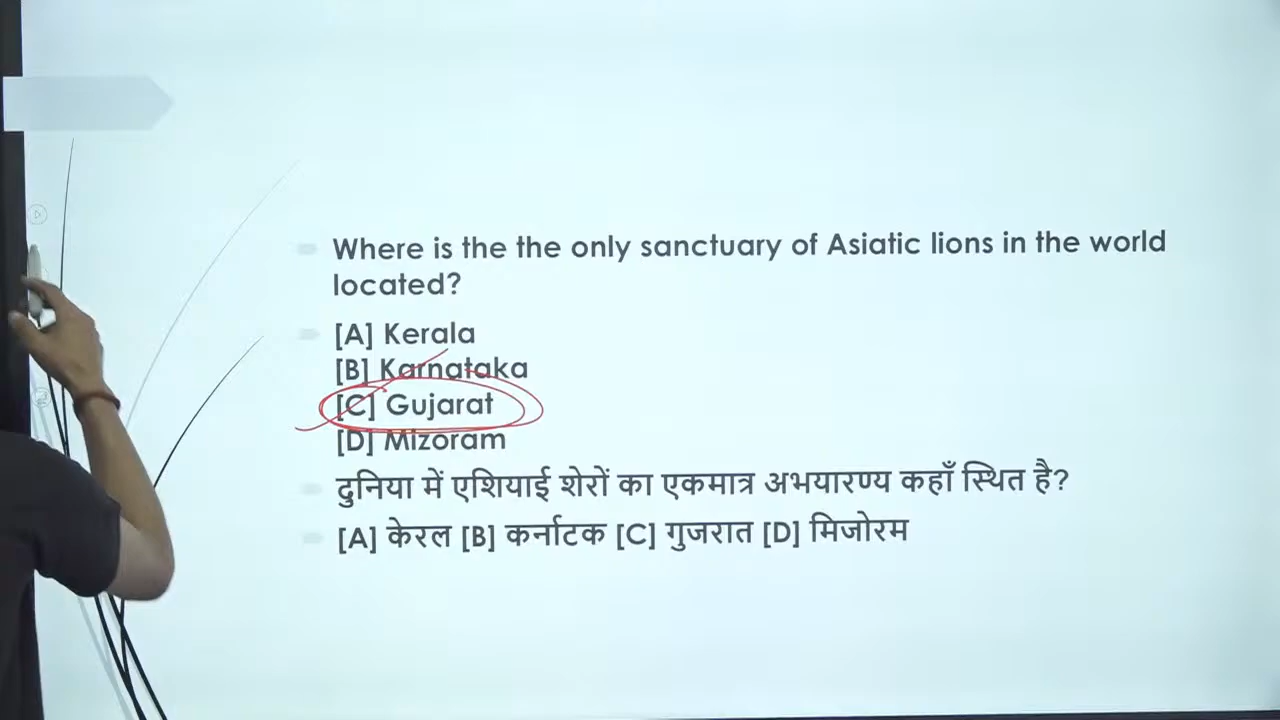 Where is the the only sanctuary of Asiatic lions in the world
located?
[A] Kerala
[B] Karnataka
[C] Gujarat
[D] Mizoram
दुनिया में एशियाई शेरों का एकमात्र अभयारण्य कहाँ स्थित है?
[A] केरल [B] कर्नाटक [C] गुजरात [D] मिजोरम